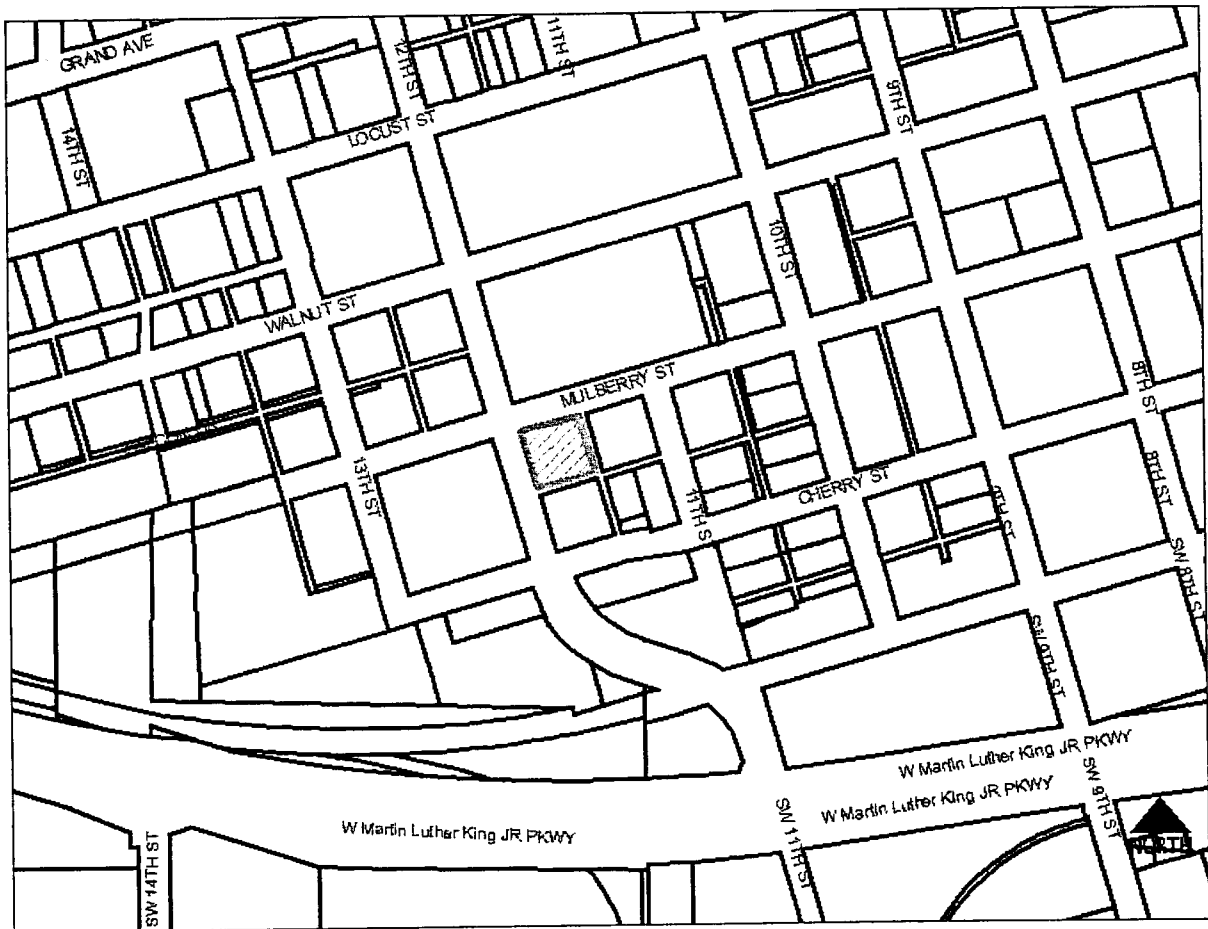 GRAND AVE
12TH ST
11TH ST
9TH ST
14TH ST
LOCUST ST
10TH ST
WALNUT ST
MULBERRY ST
8TH ST
13TH ST
CHERRY ST
11TH S
9TH ST
8TH ST
SW 8TH ST
SW 9TH ST
W Martin Luther King JR PKWY
W Martin Luther King JR PKWY
W Martin Luther King JR PKWY
SW 14TH ST
SW 11TH ST
SW 9TH ST
NORTH